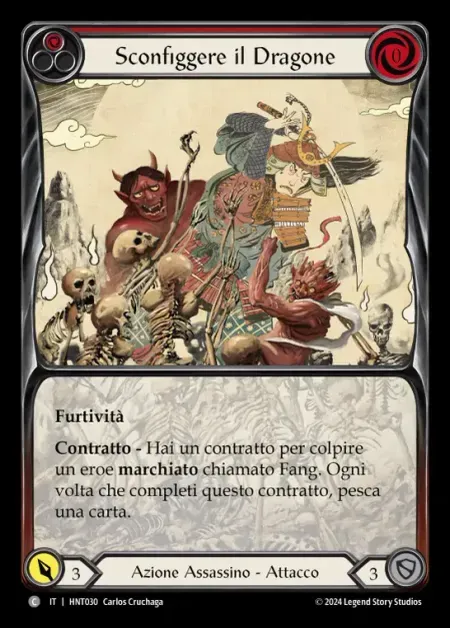 Sconfiggere il Dragone
0
Furtività
Contratto - Hai un contratto per colpire
un eroe marchiato chiamato Fang. Ogni
volta che completi questo contratto, pesca
una carta.
3
Azione Assassino - Attacco
3
C IT | HNT030 Carlos Cruchaga
© 2024 Legend Story Studios